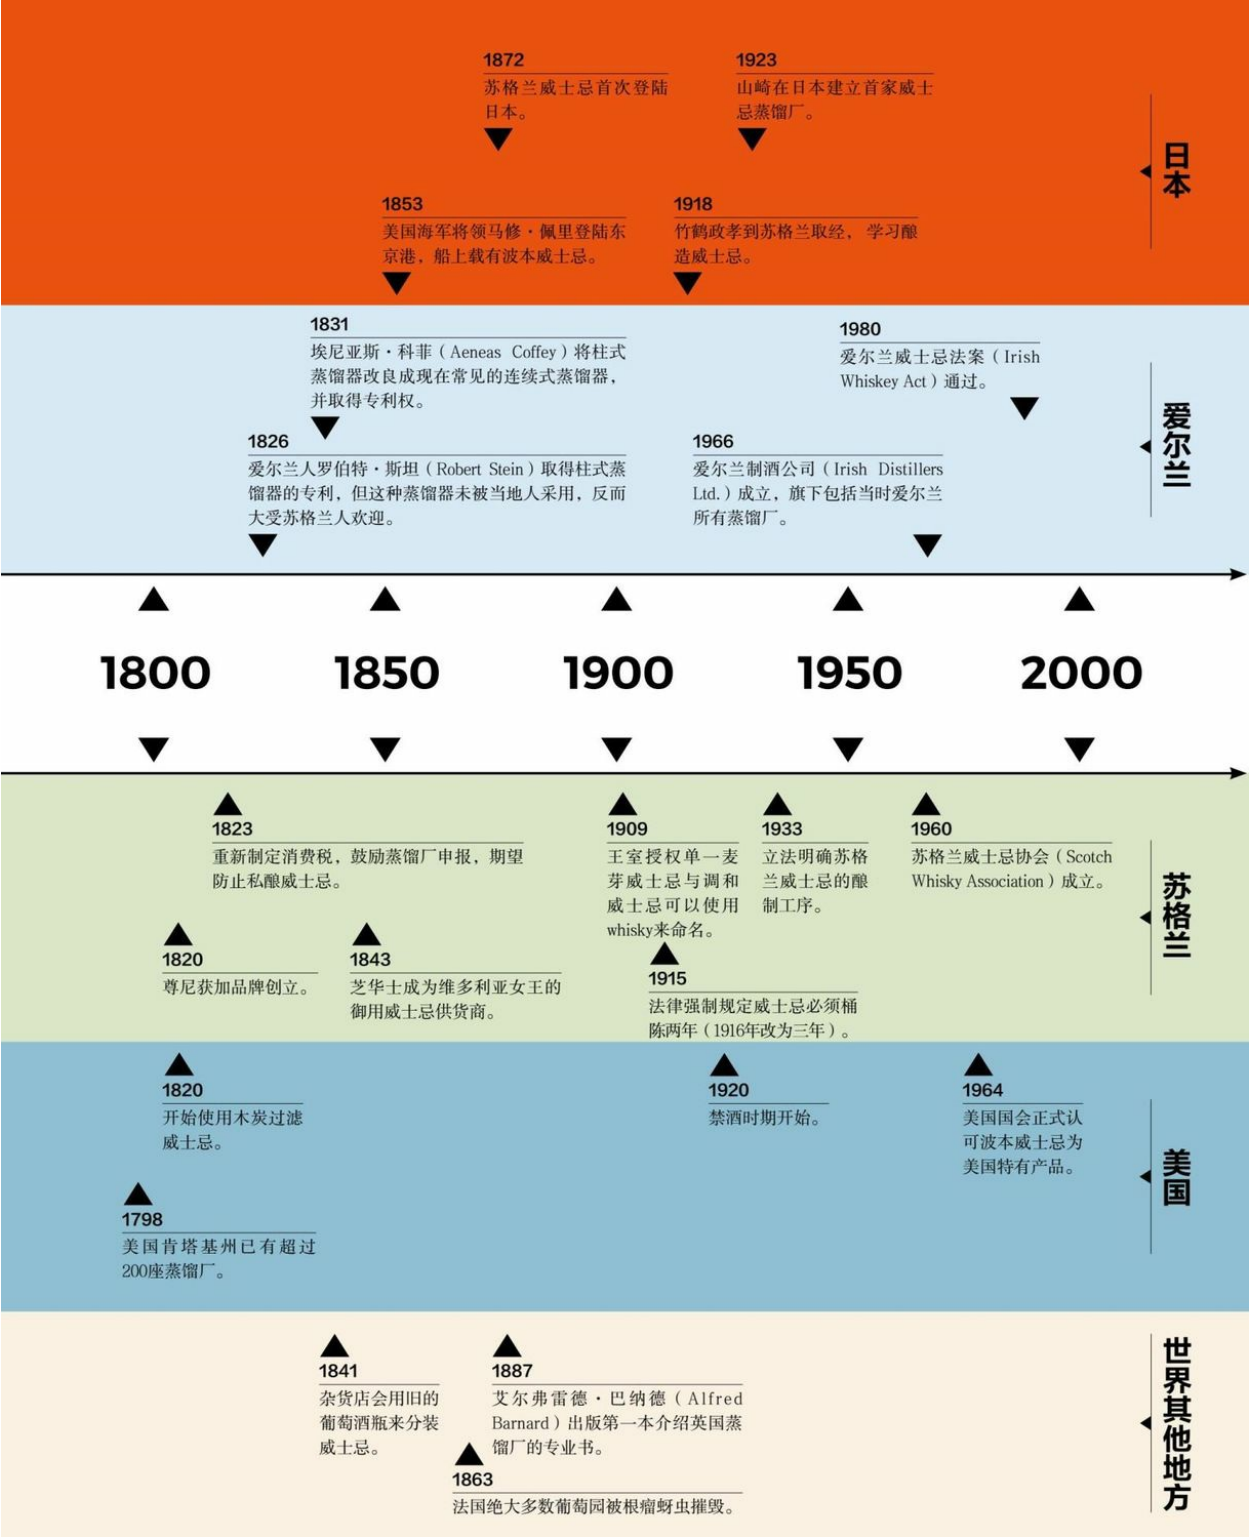 1872
苏格兰威士忌首次登陆
日本。
1923
山崎在日本建立首家威士
忌蒸馏厂。
日本
1853
美国海军将领马修·佩里登陆东
京港，船上载有波本威士忌。
1918
竹鹤政孝到苏格兰取经，学习酿
造威士忌。
1831
埃尼亚斯·科菲（Aeneas Coffey）将柱式
蒸馏器改良成现在常见的连续式蒸馏器，
并取得专利权。
1980
爱尔兰威士忌法案（Irish
Whiskey Act）通过。
爱尔兰
1826
爱尔兰人罗伯特·斯坦（Robert Stein）取得柱式蒸
馏器的专利，但这种蒸馏器未被当地人采用，反而
大受苏格兰人欢迎。
1966
爱尔兰制酒公司（Irish Distillers
Ltd.）成立，旗下包括当时爱尔兰
所有蒸馏厂。
1800
1850
1900
1950
2000
1823
重新制定消费税，鼓励蒸馏厂申报，期望
防止私酿威士忌。
1909
王室授权单一麦
芽威士忌与调和
威士忌可以使用
whisky来命名。
1933
立法明确苏格
兰威士忌的酿
制工序。
1960
苏格兰威士忌协会（Scotch
Whisky Association）成立。
苏格兰
1820
尊尼获加品牌创立。
1843
芝华士成为维多利亚女王的
御用威士忌供货商。
1915
法律强制规定威士忌必须桶
陈两年（1916年改为三年）。
1820
开始使用木炭过滤
威士忌。
1920
禁酒时期开始。
1964
美国国会正式认
可波本威士忌为
美国特有产品。
美国
1798
美国肯塔基州已有超过
200座蒸馏厂。
1841
杂货店会用旧的
葡萄酒瓶来分装
威士忌。
1887
艾尔弗雷德·巴纳德（Alfred
Barnard）出版第一本介绍英国蒸
馏厂的专业书。
1863
法国绝大多数葡萄园被根瘤蚜虫摧毁。
世界其他地方